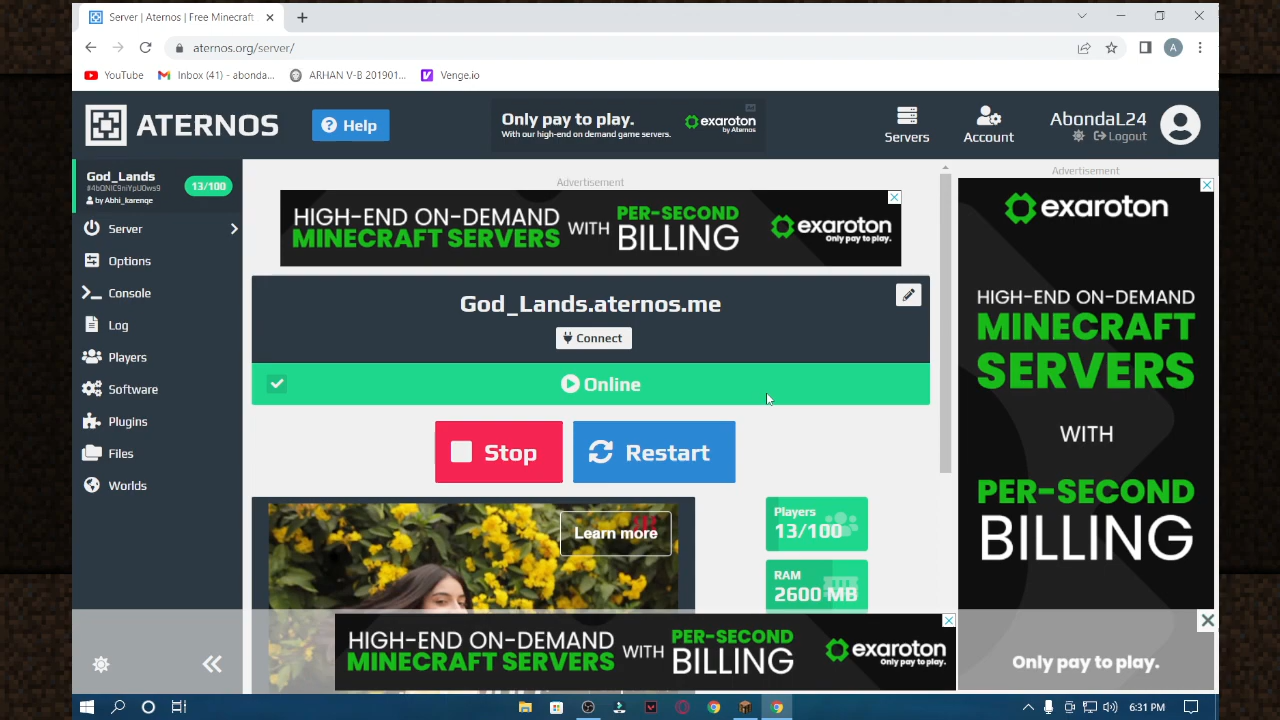 Server | Aternos | Free Minecraft
aternos.org/server/
YouTube
Inbox (41) - abonda...
ARHAN V-B 201901...
Venge.io
ATERNOS
Help
Only pay to play.
With our high-end on demand game servers.
exaroton
by Aternos
Ad
Servers
Account
AbondaL24
Logout
A
God_Lands
#4bQNlC9niYpU0ws9
by Abhi_karenqe
13/100
Server
Options
Console
Log
Players
Software
Plugins
Files
Worlds
Advertisement
HIGH-END ON-DEMAND
MINECRAFT SERVERS
WITH
PER-SECOND
BILLING
exaroton
Only pay to play.
God_Lands.aternos.me
Connect
Online
Stop
Restart
Learn more
Players
13/100
RAM
2600 MB
Advertisement
exaroton
HIGH-END ON-DEMAND
MINECRAFT
SERVERS
WITH
PER-SECOND
BILLING
Only pay to play.
HIGH-END ON-DEMAND
MINECRAFT SERVERS
WITH
PER-SECOND
BILLING
exaroton
Only pay to play.
6:31 PM